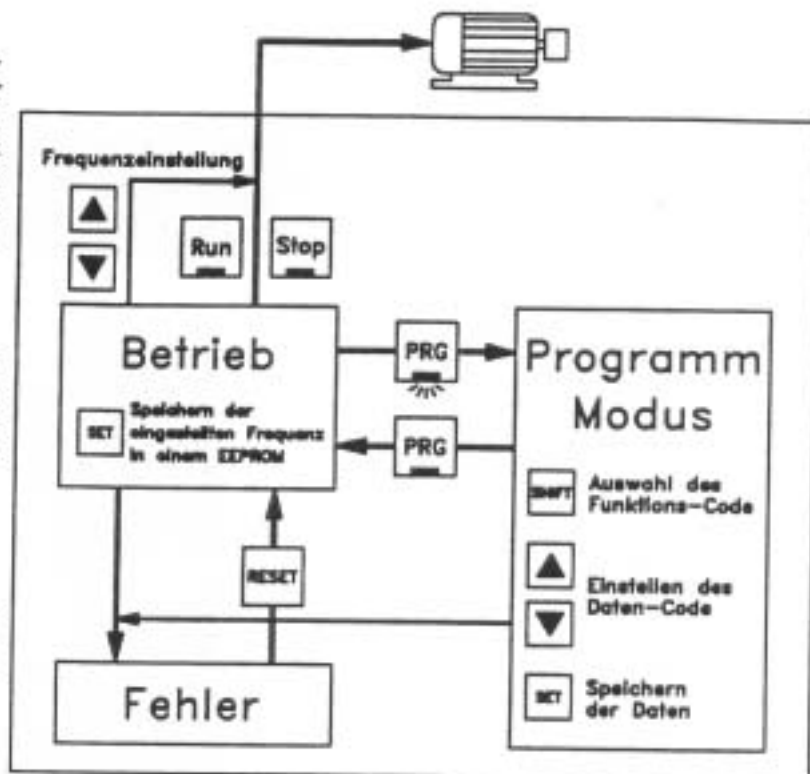 Frequenzeinstellung
Run
Stop
Betrieb
SET
Speichern der
eingestellten Frequenz
in einem EEPROM
PRG
PRG
Programm
Modus
SHIFT
Auswahl des
Funktions-Code
Einstellen des
Daten-Code
SET
Speichern
der Daten
RESET
Fehler